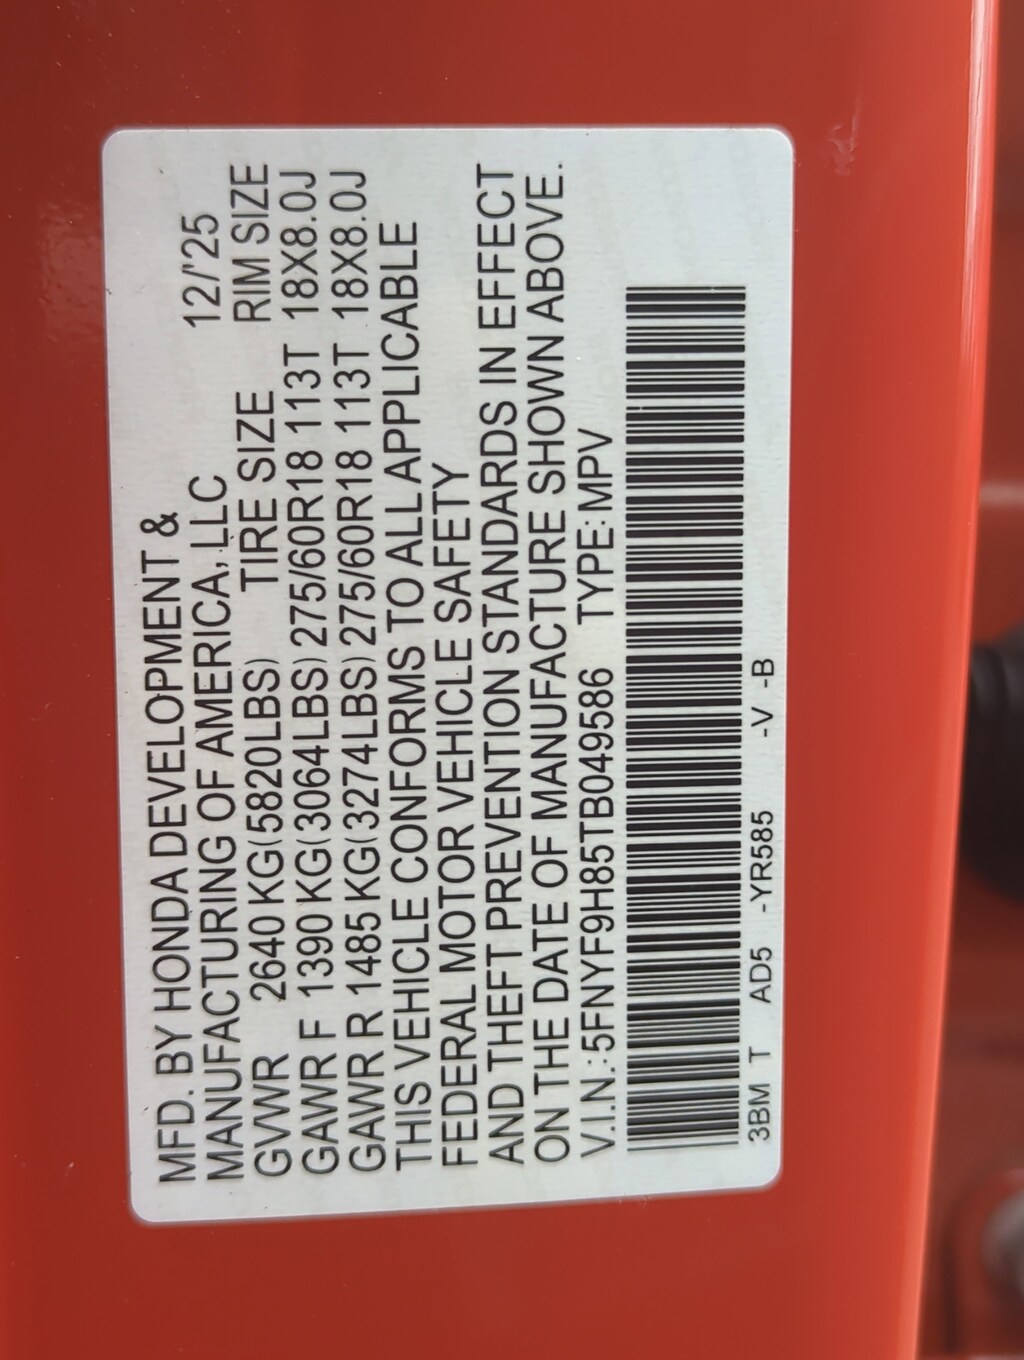 MFD. BY HONDA DEVELOPMENT &
MANUFACTURING OF AMERICA, LLC 12/'25
GVWR 2640 KG(5820LBS) TIRE SIZE RIM SIZE
GAWR F 1390 KG(3064LBS) 275/60R18 113T 18X8.0J
GAWR R 1485 KG(3274LBS) 275/60R18 113T 18X8.0J
THIS VEHICLE CONFORMS TO ALL APPLICABLE
FEDERAL MOTOR VEHICLE SAFETY
AND THEFT PREVENTION STANDARDS IN EFFECT
ON THE DATE OF MANUFACTURE SHOWN ABOVE.
V.I.N.: 5FNYF9H85TB049586 TYPE: MPV
3BM T AD5 -YR585 -V -B